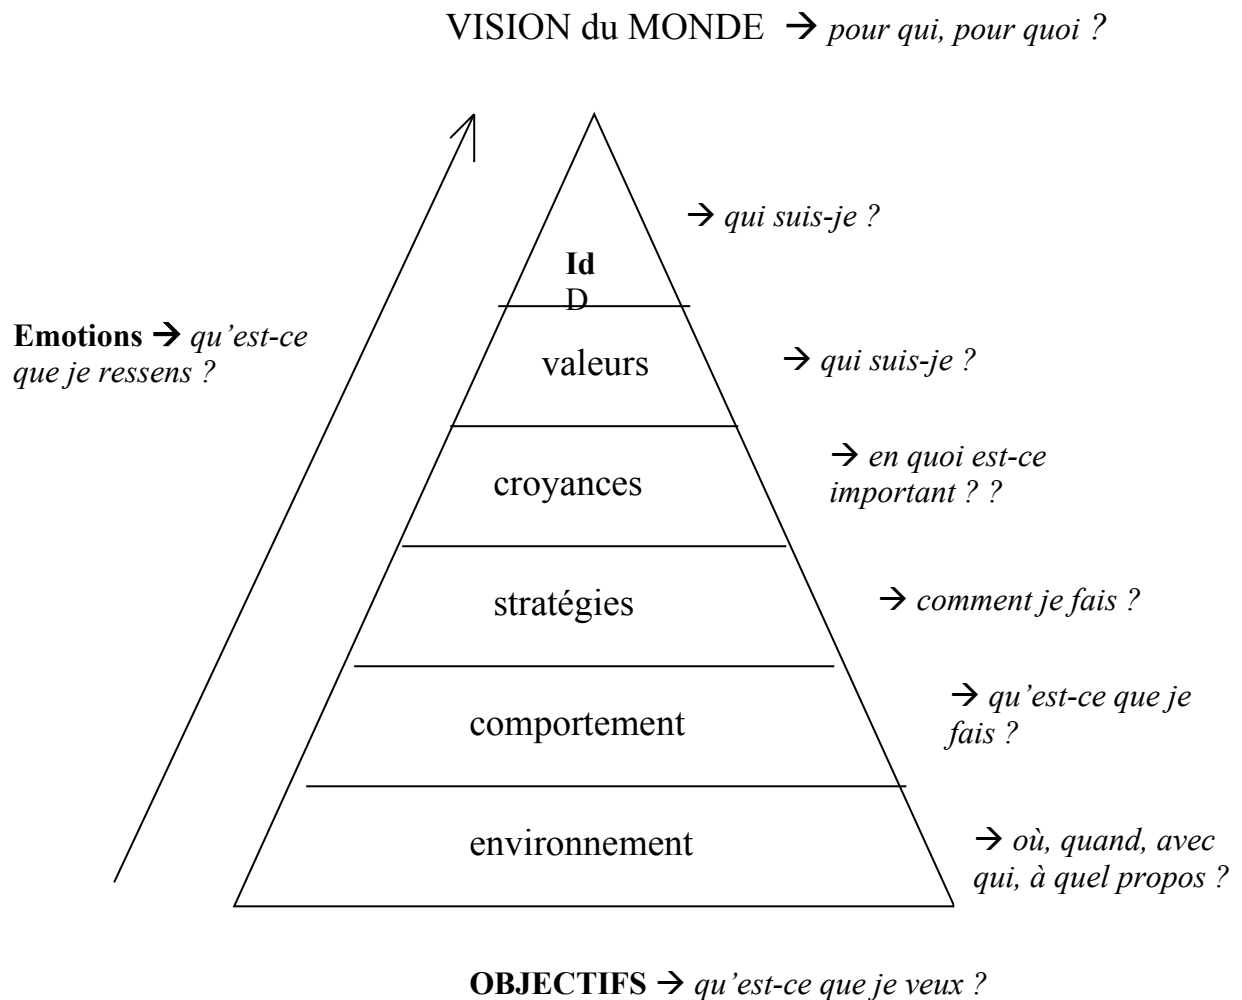 VISION du MONDE → pour qui, pour quoi ?
→ qui suis-je ?
Id
D
Emotions → qu’est-ce
que je ressens ?
valeurs
→ qui suis-je ?
croyances
→ en quoi est-ce
important ? ?
stratégies
→ comment je fais ?
comportement
→ qu’est-ce que je
fais ?
environnement
→ où, quand, avec
qui, à quel propos ?
OBJECTIFS → qu’est-ce que je veux ?